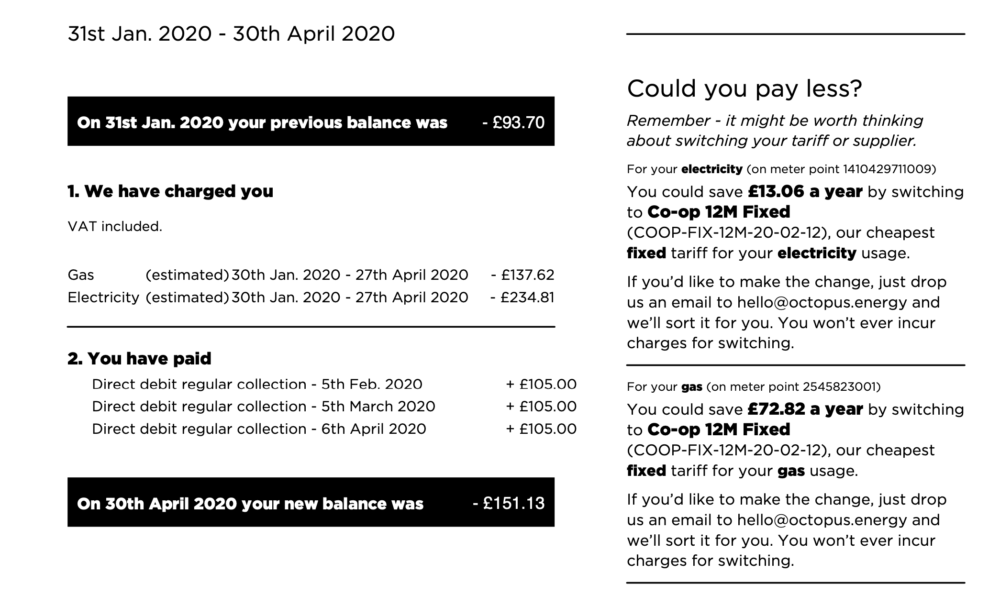 31st Jan. 2020 - 30th April 2020
On 31st Jan. 2020 your previous balance was - £93.70
1. We have charged you
VAT included.
Gas (estimated) 30th Jan. 2020 - 27th April 2020 - £137.62
Electricity (estimated) 30th Jan. 2020 - 27th April 2020 - £234.81
2. You have paid
Direct debit regular collection - 5th Feb. 2020 + £105.00
Direct debit regular collection - 5th March 2020 + £105.00
Direct debit regular collection - 6th April 2020 + £105.00
On 30th April 2020 your new balance was - £151.13
Could you pay less?
Remember - it might be worth thinking
about switching your tariff or supplier.
For your electricity (on meter point 1410429711009)
You could save £13.06 a year by switching
to Co-op 12M Fixed
(COOP-FIX-12M-20-02-12), our cheapest
fixed tariff for your electricity usage.
If you’d like to make the change, just drop
us an email to hello@octopus.energy and
we’ll sort it for you. You won’t ever incur
charges for switching.
For your gas (on meter point 2545823001)
You could save £72.82 a year by switching
to Co-op 12M Fixed
(COOP-FIX-12M-20-02-12), our cheapest
fixed tariff for your gas usage.
If you’d like to make the change, just drop
us an email to hello@octopus.energy and
we’ll sort it for you. You won’t ever incur
charges for switching.